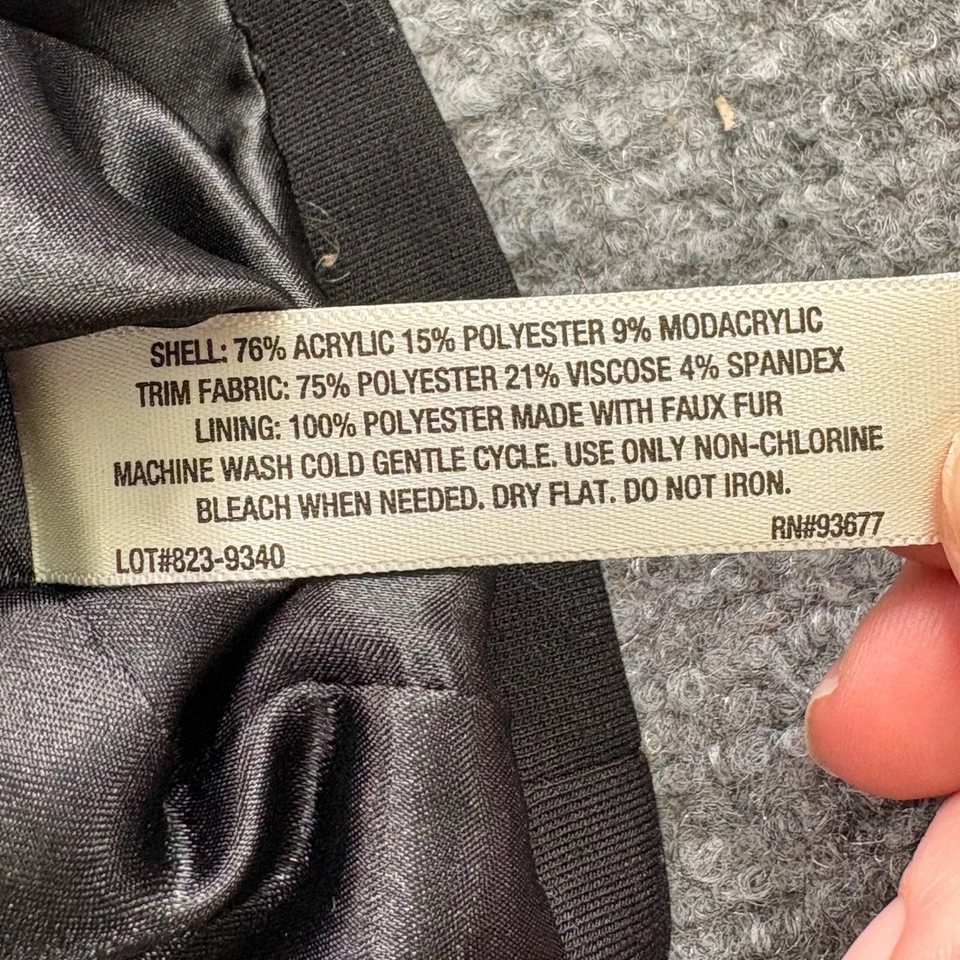 SHELL: 76% ACRYLIC 15% POLYESTER 9% MODACRYLIC
TRIM FABRIC: 75% POLYESTER 21% VISCOSE 4% SPANDEX
LINING: 100% POLYESTER MADE WITH FAUX FUR
MACHINE WASH COLD GENTLE CYCLE. USE ONLY NON-CHLORINE
BLEACH WHEN NEEDED. DRY FLAT. DO NOT IRON.
RN#93677
LOT#823-9340